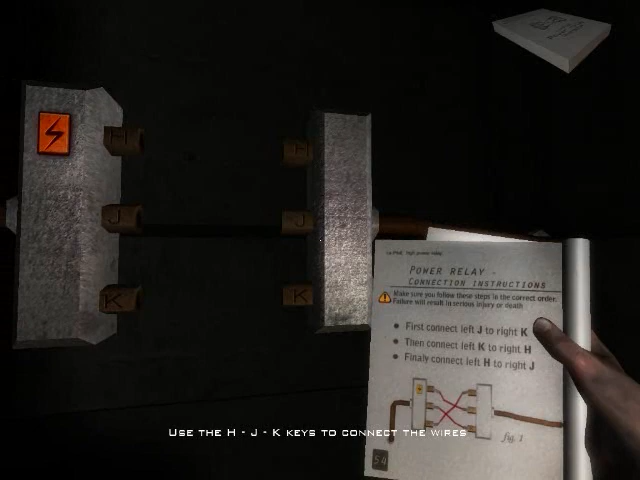 H
J
K
H
J
K
POWER RELAY -
CONNECTION INSTRUCTIONS
Make sure you follow these steps in the correct order.
Failure will result in serious injury or death
• First connect left J to right K
• Then connect left K to right H
• Finaly connect left H to right J
fig. 1
54
USE THE H - J - K KEYS TO CONNECT THE WIRES